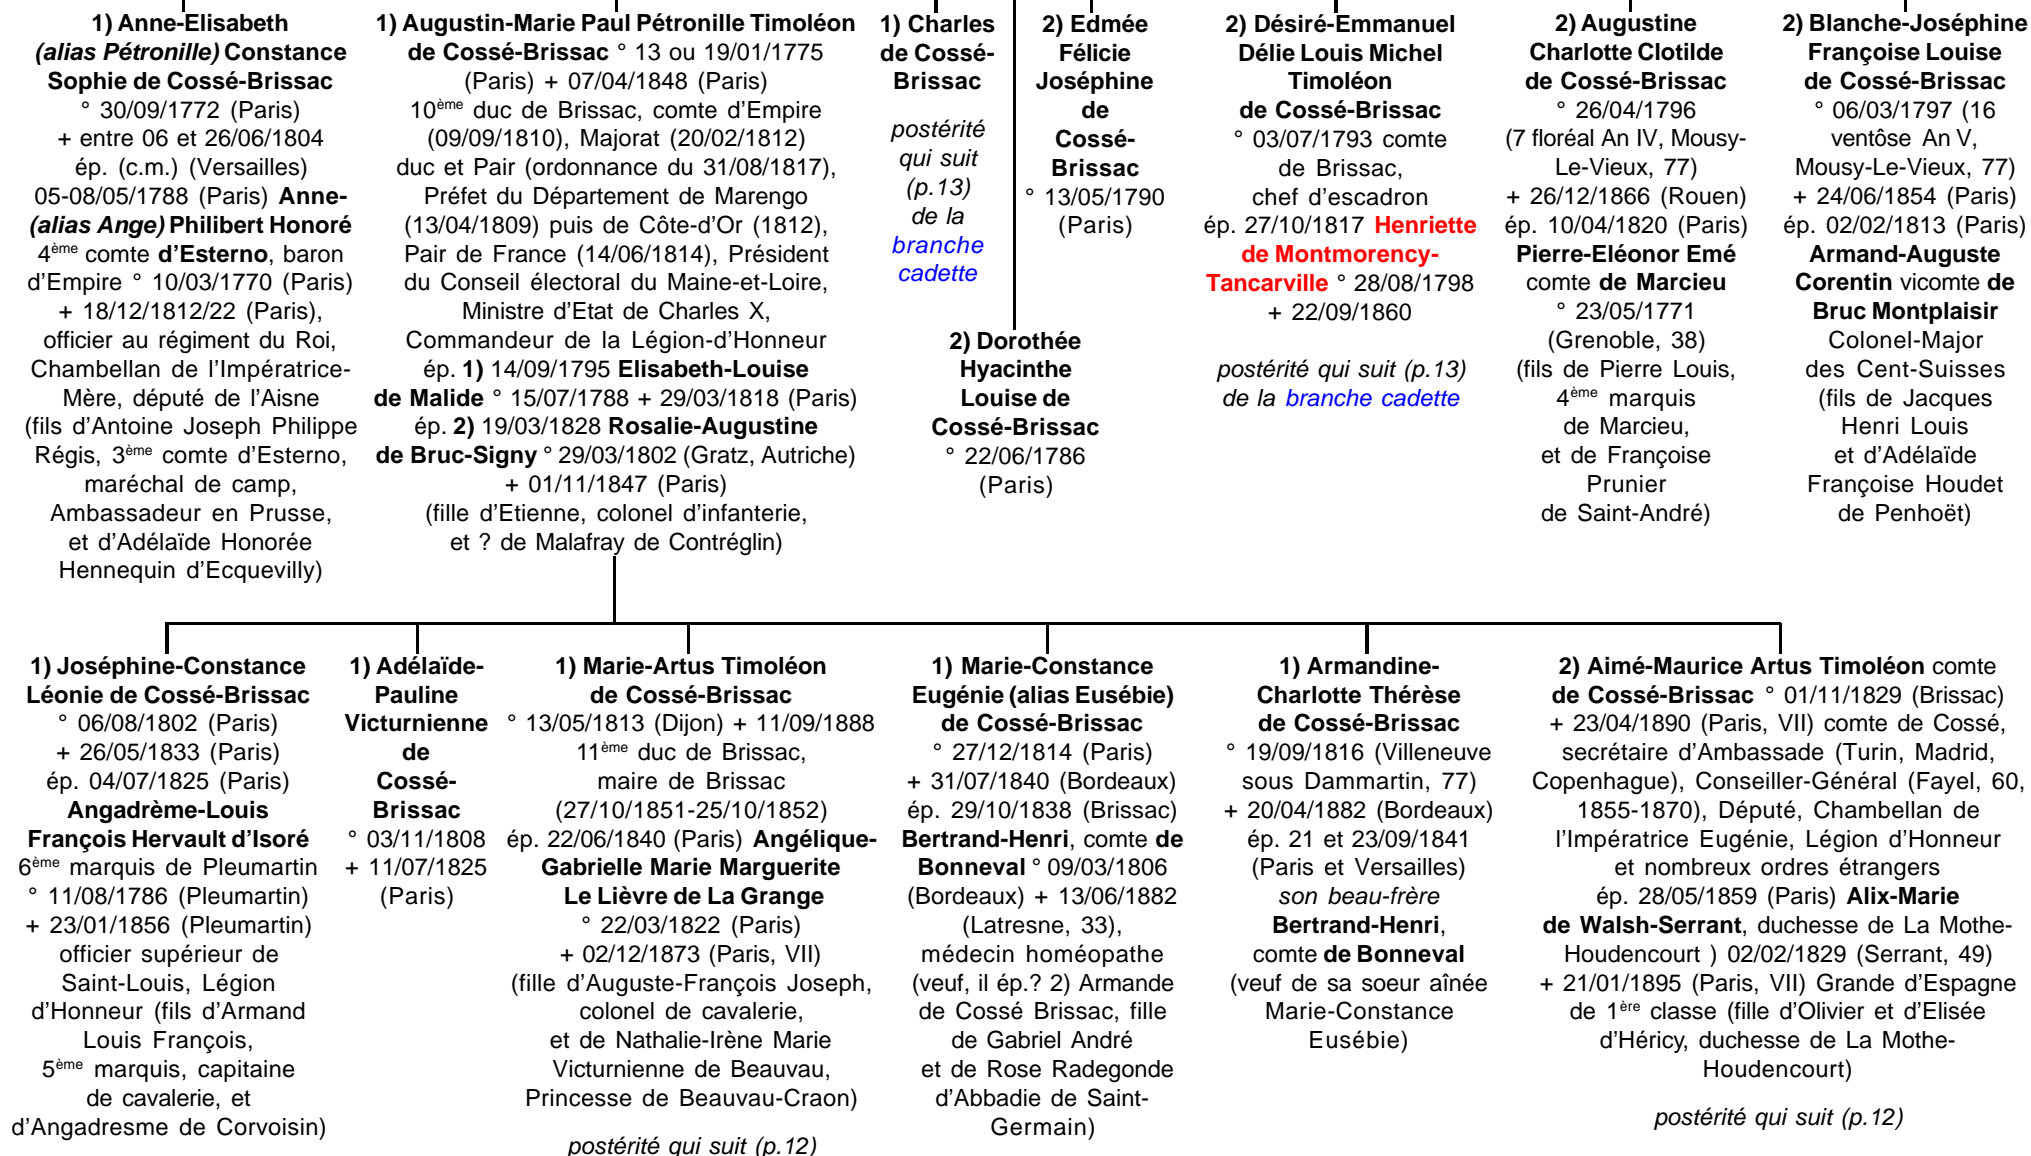 1) Anne-Elisabeth
(alias Pétronille) Constance
Sophie de Cossé-Brissac
° 30/09/1772 (Paris)
+ entre 06 et 26/06/1804
ép. (c.m.) (Versailles)
05-08/05/1788 (Paris) Anne-
(alias Ange) Philibert Honoré
4ème comte d'Esterno, baron
d'Empire ° 10/03/1770 (Paris)
+ 18/12/1812/22 (Paris),
officier au régiment du Roi,
Chambellan de l'Impératrice-
Mère, député de l'Aisne
(fils d'Antoine Joseph Philippe
Régis, 3ème comte d'Esterno,
maréchal de camp,
Ambassadeur en Prusse,
et d'Adélaïde Honorée
Hennequin d'Ecquevilly)
1) Augustin-Marie Paul Pétronille Timoléon
de Cossé-Brissac ° 13 ou 19/01/1775
(Paris) + 07/04/1848 (Paris)
10ème duc de Brissac, comte d'Empire
(09/09/1810), Majorat (20/02/1812)
duc et Pair (ordonnance du 31/08/1817),
Préfet du Département de Marengo
(13/04/1809) puis de Côte-d'Or (1812),
Pair de France (14/06/1814), Président
du Conseil électoral du Maine-et-Loire,
Ministre d'Etat de Charles X,
Commandeur de la Légion-d'Honneur
ép. 1) 14/09/1795 Elisabeth-Louise
de Malide ° 15/07/1788 + 29/03/1818 (Paris)
ép. 2) 19/03/1828 Rosalie-Augustine
de Bruc-Signy ° 29/03/1802 (Gratz, Autriche)
+ 01/11/1847 (Paris)
(fille d'Etienne, colonel d'infanterie,
et ? de Malafray de Contréglin)
1) Charles
de Cossé-
Brissac
postérité
qui suit
(p.13)
de la
branche
cadette
2) Dorothée
Hyacinthe
Louise de
Cossé-Brissac
° 22/06/1786
(Paris)
2) Edmée
Félicie
Joséphine
de
Cossé-
Brissac
° 13/05/1790
(Paris)
2) Désiré-Emmanuel
Délie Louis Michel
Timoléon
de Cossé-Brissac
° 03/07/1793 comte
de Brissac,
chef d'escadron
ép. 27/10/1817 Henriette
de Montmorency-
Tancarville ° 28/08/1798
+ 22/09/1860
postérité qui suit (p.13)
de la branche cadette
2) Augustine
Charlotte Clotilde
de Cossé-Brissac
° 26/04/1796
(7 floréal An IV, Mousy-
Le-Vieux, 77)
+ 26/12/1866 (Rouen)
ép. 10/04/1820 (Paris)
Pierre-Eléonor Emé
comte de Marcieu
° 23/05/1771
(Grenoble, 38)
(fils de Pierre Louis,
4ème marquis
de Marcieu,
et de Françoise
Prunier
de Saint-André)
2) Blanche-Joséphine
Françoise Louise
de Cossé-Brissac
° 06/03/1797 (16
ventôse An V,
Mousy-Le-Vieux, 77)
+ 24/06/1854 (Paris)
ép. 02/02/1813 (Paris)
Armand-Auguste
Corentin vicomte de
Bruc Montplaisir
Colonel-Major
des Cent-Suisses
(fils de Jacques
Henri Louis
et d'Adélaïde
Françoise Houdet
de Penhoët)
1) Joséphine-Constance
Léonie de Cossé-Brissac
° 06/08/1802 (Paris)
+ 26/05/1833 (Paris)
ép. 04/07/1825 (Paris)
Angadrème-Louis
François Hervault d'Isoré
6ème marquis de Pleumartin
° 11/08/1786 (Pleumartin)
+ 23/01/1856 (Pleumartin)
officier supérieur de
Saint-Louis, Légion
d'Honneur (fils d'Armand
Louis François,
5ème marquis, capitaine
de cavalerie, et
d'Angadresme de Corvoisin)
1) Adélaïde-
Pauline
Victurnienne
de
Cossé-
Brissac
° 03/11/1808
+ 11/07/1825
(Paris)
1) Marie-Artus Timoléon
de Cossé-Brissac
° 13/05/1813 (Dijon) + 11/09/1888
11ème duc de Brissac,
maire de Brissac
(27/10/1851-25/10/1852)
ép. 22/06/1840 (Paris) Angélique-
Gabrielle Marie Marguerite
Le Lièvre de La Grange
° 22/03/1822 (Paris)
+ 02/12/1873 (Paris, VII)
(fille d'Auguste-François Joseph,
colonel de cavalerie,
et de Nathalie-Irène Marie
Victurnienne de Beauvau,
Princesse de Beauvau-Craon)
postérité qui suit (p.12)
1) Marie-Constance
Eugénie (alias Eusébie)
de Cossé-Brissac
° 27/12/1814 (Paris)
+ 31/07/1840 (Bordeaux)
ép. 29/10/1838 (Brissac)
Bertrand-Henri, comte de
Bonneval ° 09/03/1806
(Bordeaux) + 13/06/1882
(Latresne, 33),
médecin homéopathe
(veuf, il ép.? 2) Armande
de Cossé Brissac, fille
de Gabriel André
et de Rose Radegonde
d'Abbadie de Saint-
Germain)
1) Armandine-
Charlotte Thérèse
de Cossé-Brissac
° 19/09/1816 (Villeneuve
sous Dammartin, 77)
+ 20/04/1882 (Bordeaux)
ép. 21 et 23/09/1841
(Paris et Versailles)
son beau-frère
Bertrand-Henri,
comte de Bonneval
(veuf de sa soeur aînée
Marie-Constance
Eusébie)
2) Aimé-Maurice Artus Timoléon comte
de Cossé-Brissac ° 01/11/1829 (Brissac)
+ 23/04/1890 (Paris, VII) comte de Cossé,
secrétaire d'Ambassade (Turin, Madrid,
Copenhague), Conseiller-Général (Fayel, 60,
1855-1870), Député, Chambellan de
l'Impératrice Eugénie, Légion d'Honneur
et nombreux ordres étrangers
ép. 28/05/1859 (Paris) Alix-Marie
de Walsh-Serrant, duchesse de La Mothe-
Houdencourt ) 02/02/1829 (Serrant, 49)
+ 21/01/1895 (Paris, VII) Grande d'Espagne
de 1ère classe (fille d'Olivier et d'Elisée
d'Héricy, duchesse de La Mothe-
Houdencourt)
postérité qui suit (p.12)